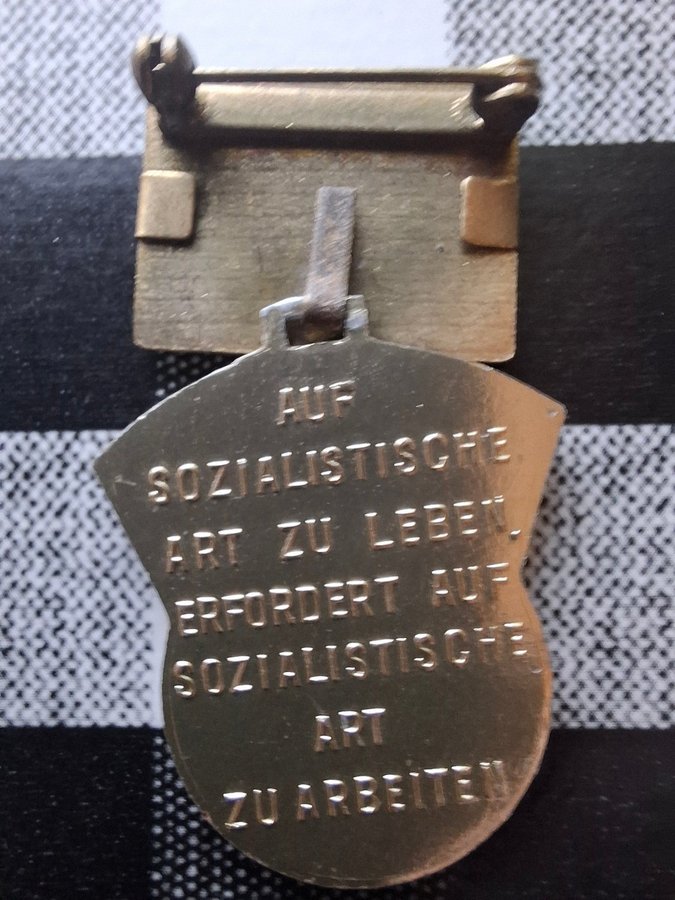 AUF
SOZIALISTISCHE
ART ZU LEBEN,
ERFORDERT AUF
SOZIALISTISCHE
ART
ZU ARBEITEN